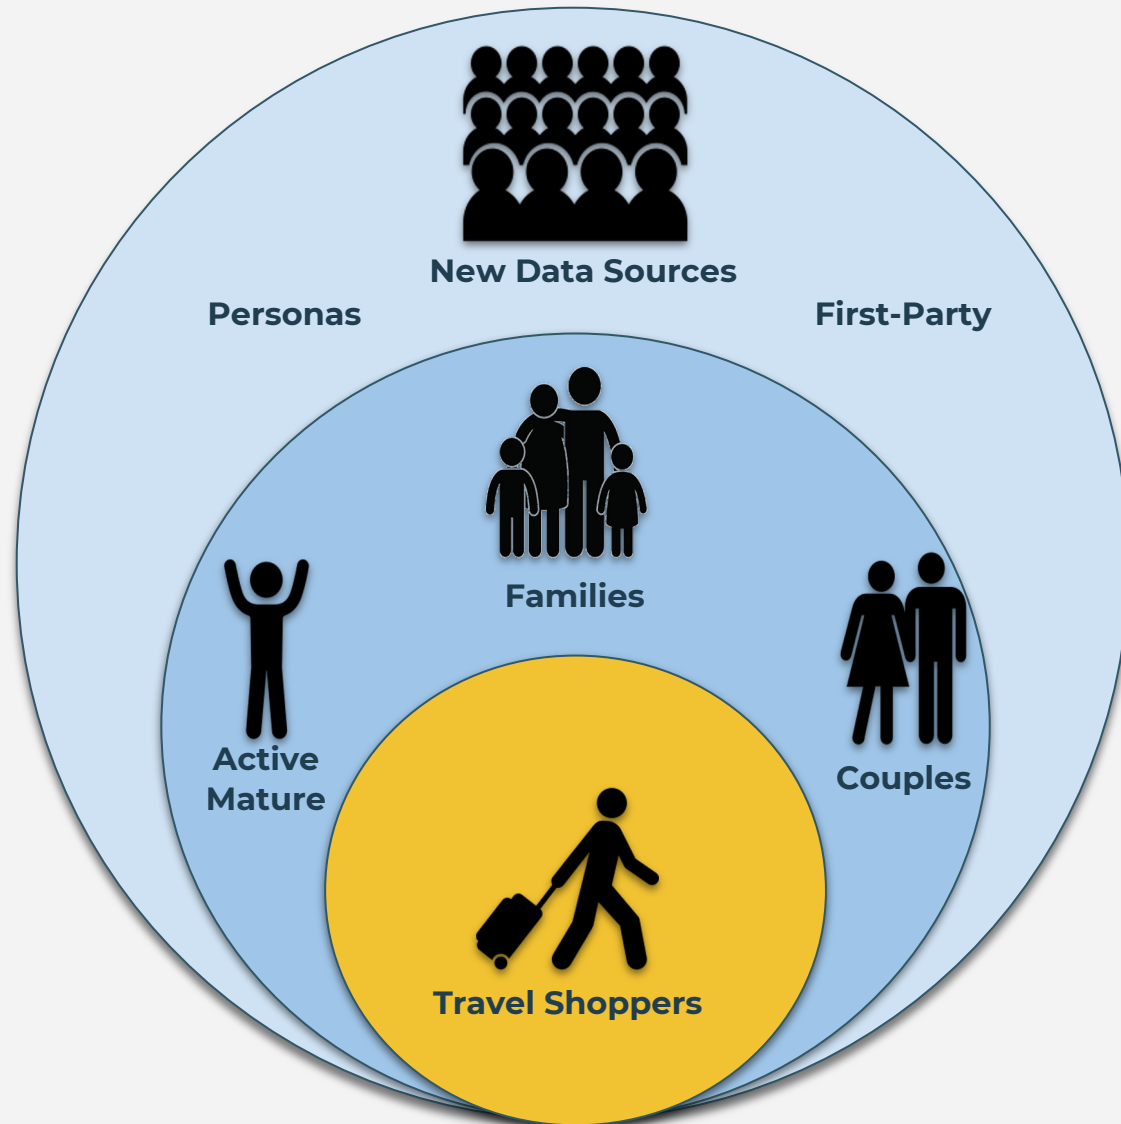 New Data Sources
Personas
First-Party
Families
Active
Mature
Couples
Travel Shoppers